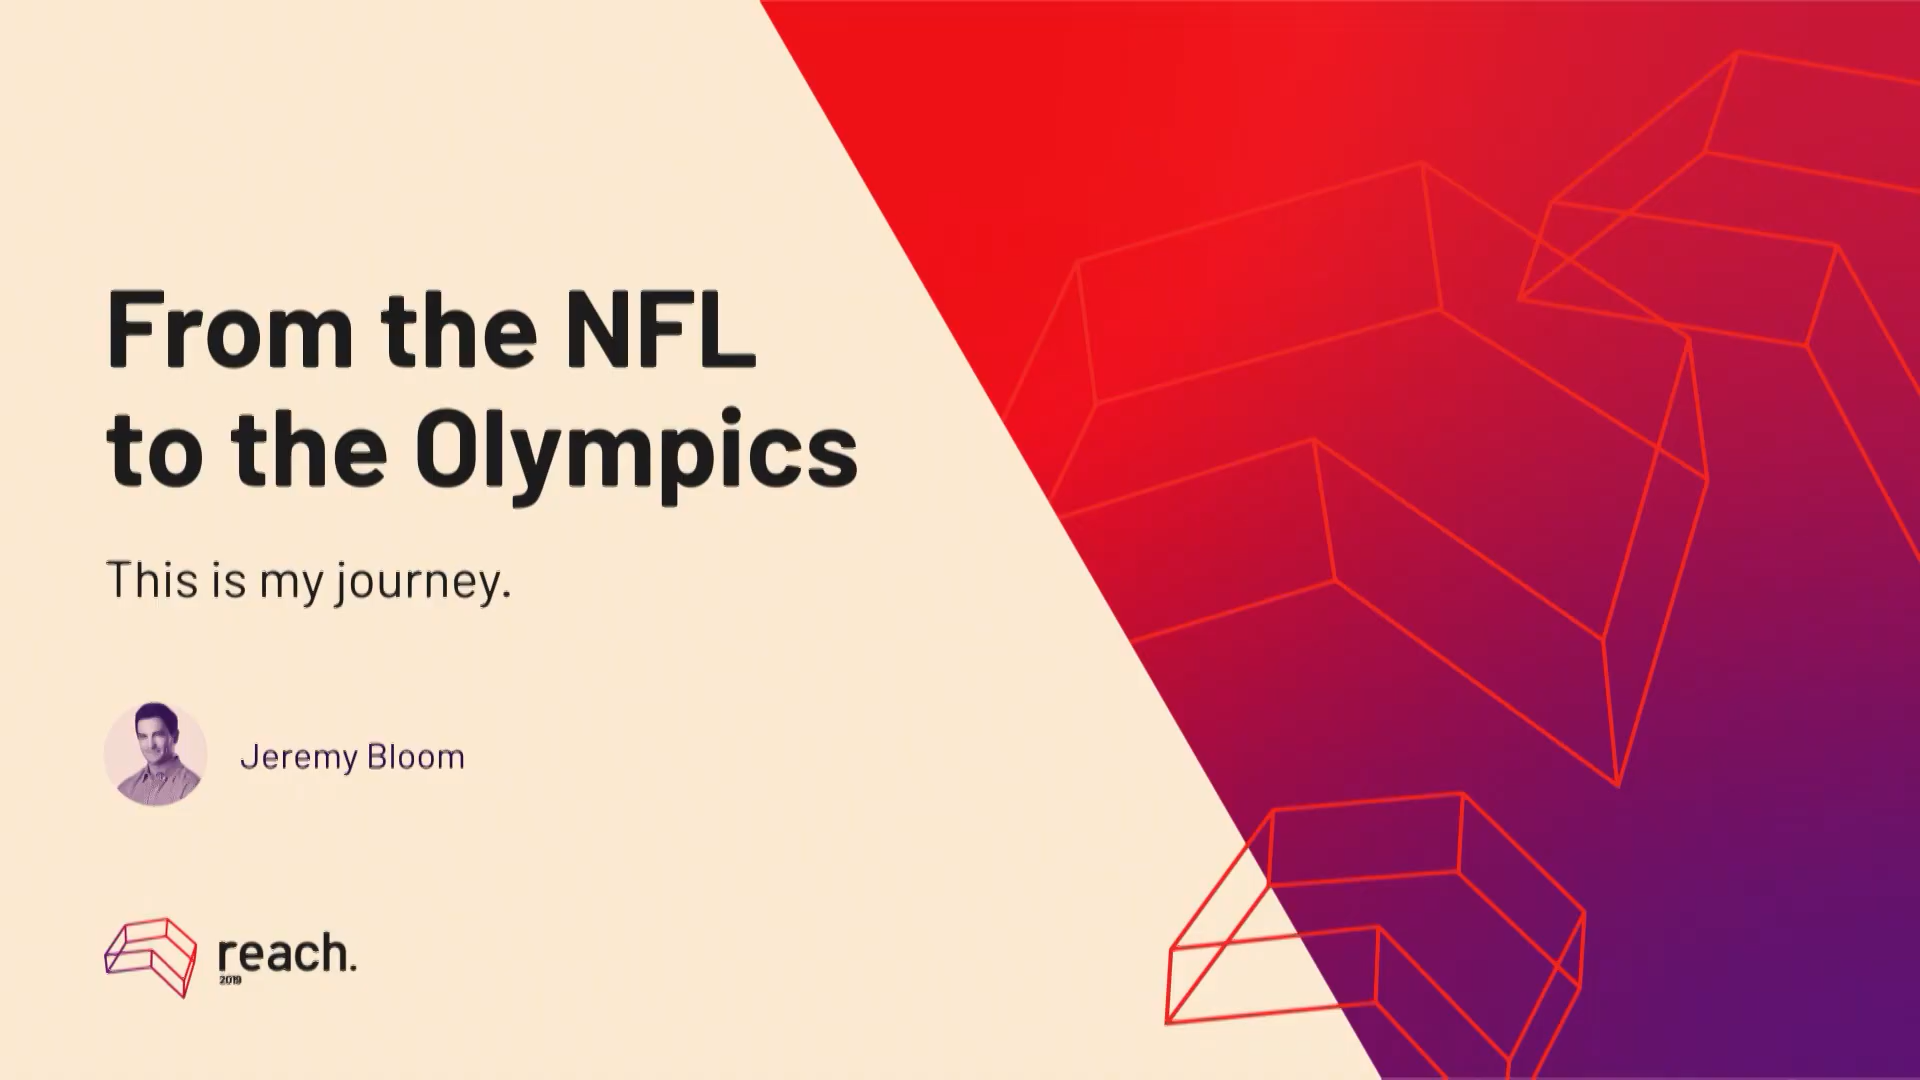 From the NFL
to the Olympics
This is my journey.
Jeremy Bloom
reach.
2019